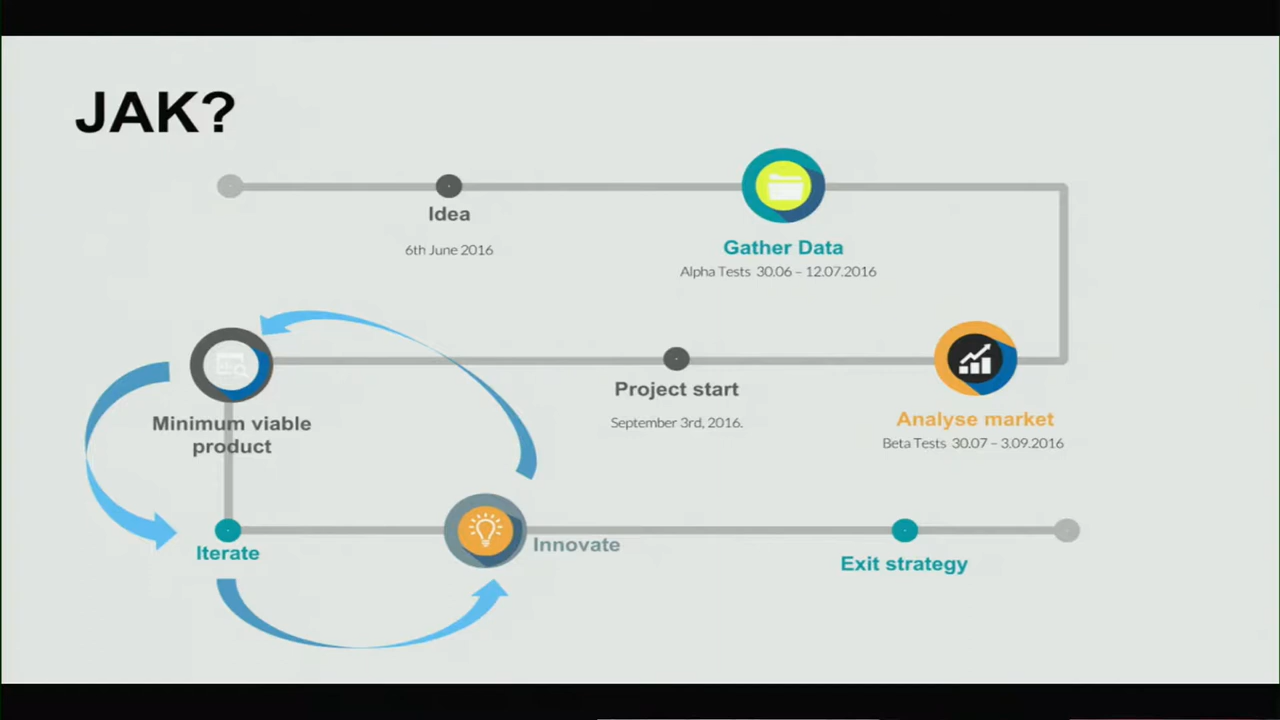 JAK?
Idea
6th June 2016
Gather Data
Alpha Tests 30.06 – 12.07.2016
Minimum viable
product
Project start
September 3rd, 2016.
Analyse market
Beta Tests 30.07 – 3.09.2016
Iterate
Innovate
Exit strategy